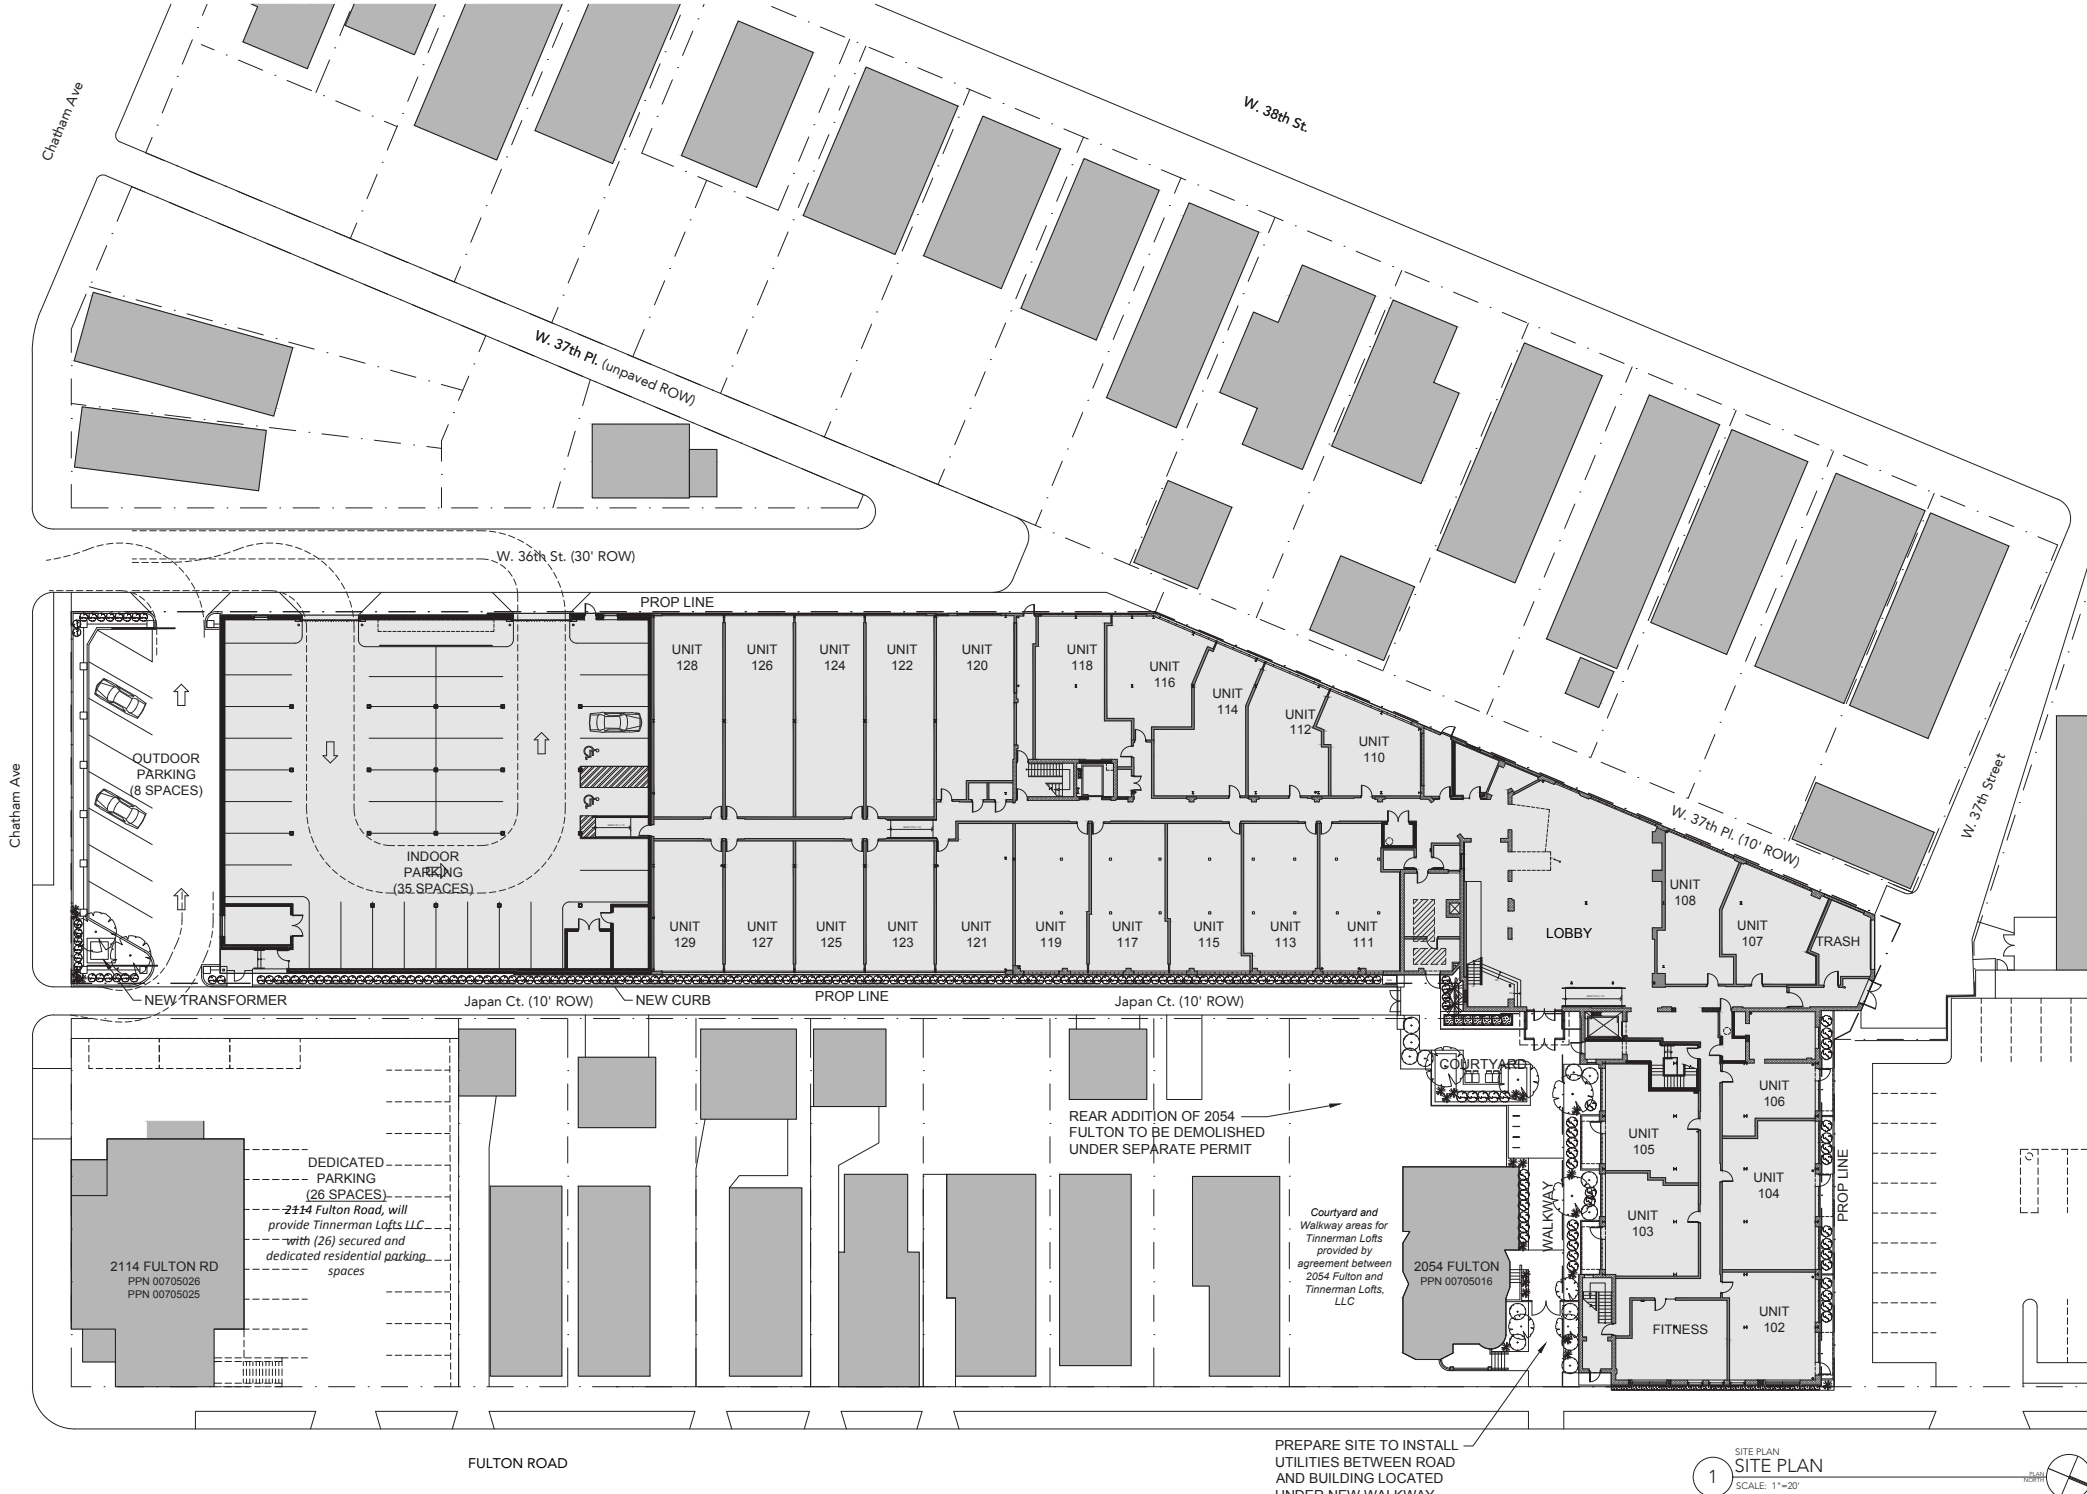 Chatham Ave
W. 38th St.
W. 37th Pl. (unpaved ROW)
W. 36th St. (30' ROW)
PROP LINE
UNIT
128
UNIT
126
UNIT
124
UNIT
122
UNIT
120
UNIT
118
UNIT
116
UNIT
114
UNIT
112
UNIT
110
OUTDOOR
PARKING
(8 SPACES)
Chatham Ave
INDOOR
PARKING
(35 SPACES)
W. 37th Pl. (10' ROW)
W. 37th Street
UNIT
129
UNIT
127
UNIT
125
UNIT
123
UNIT
121
UNIT
119
UNIT
117
UNIT
115
UNIT
113
UNIT
111
LOBBY
UNIT
108
UNIT
107
TRASH
NEW TRANSFORMER
Japan Ct. (10' ROW)
NEW CURB
PROP LINE
Japan Ct. (10' ROW)
COURTYARD
REAR ADDITION OF 2054
FULTON TO BE DEMOLISHED
UNDER SEPARATE PERMIT
UNIT
106
UNIT
105
UNIT
104
UNIT
103
UNIT
102
FITNESS
PROP LINE
WALKWAY
DEDICATED
PARKING
(26 SPACES)
2114 Fulton Road, will
provide Tinnerman Lofts LLC
with (26) secured and
dedicated residential parking
spaces
2114 FULTON RD
PPN 00705026
PPN 00705025
Courtyard and
Walkway areas for
Tinnerman Lofts
provided by
agreement between
2054 Fulton and
Tinnerman Lofts,
LLC
2054 FULTON
PPN 00705016
FULTON ROAD
PREPARE SITE TO INSTALL
UTILITIES BETWEEN ROAD
AND BUILDING LOCATED
UNDER NEW WALKWAY
1
SITE PLAN
SITE PLAN
SCALE: 1"=20'
PLAN
NORTH